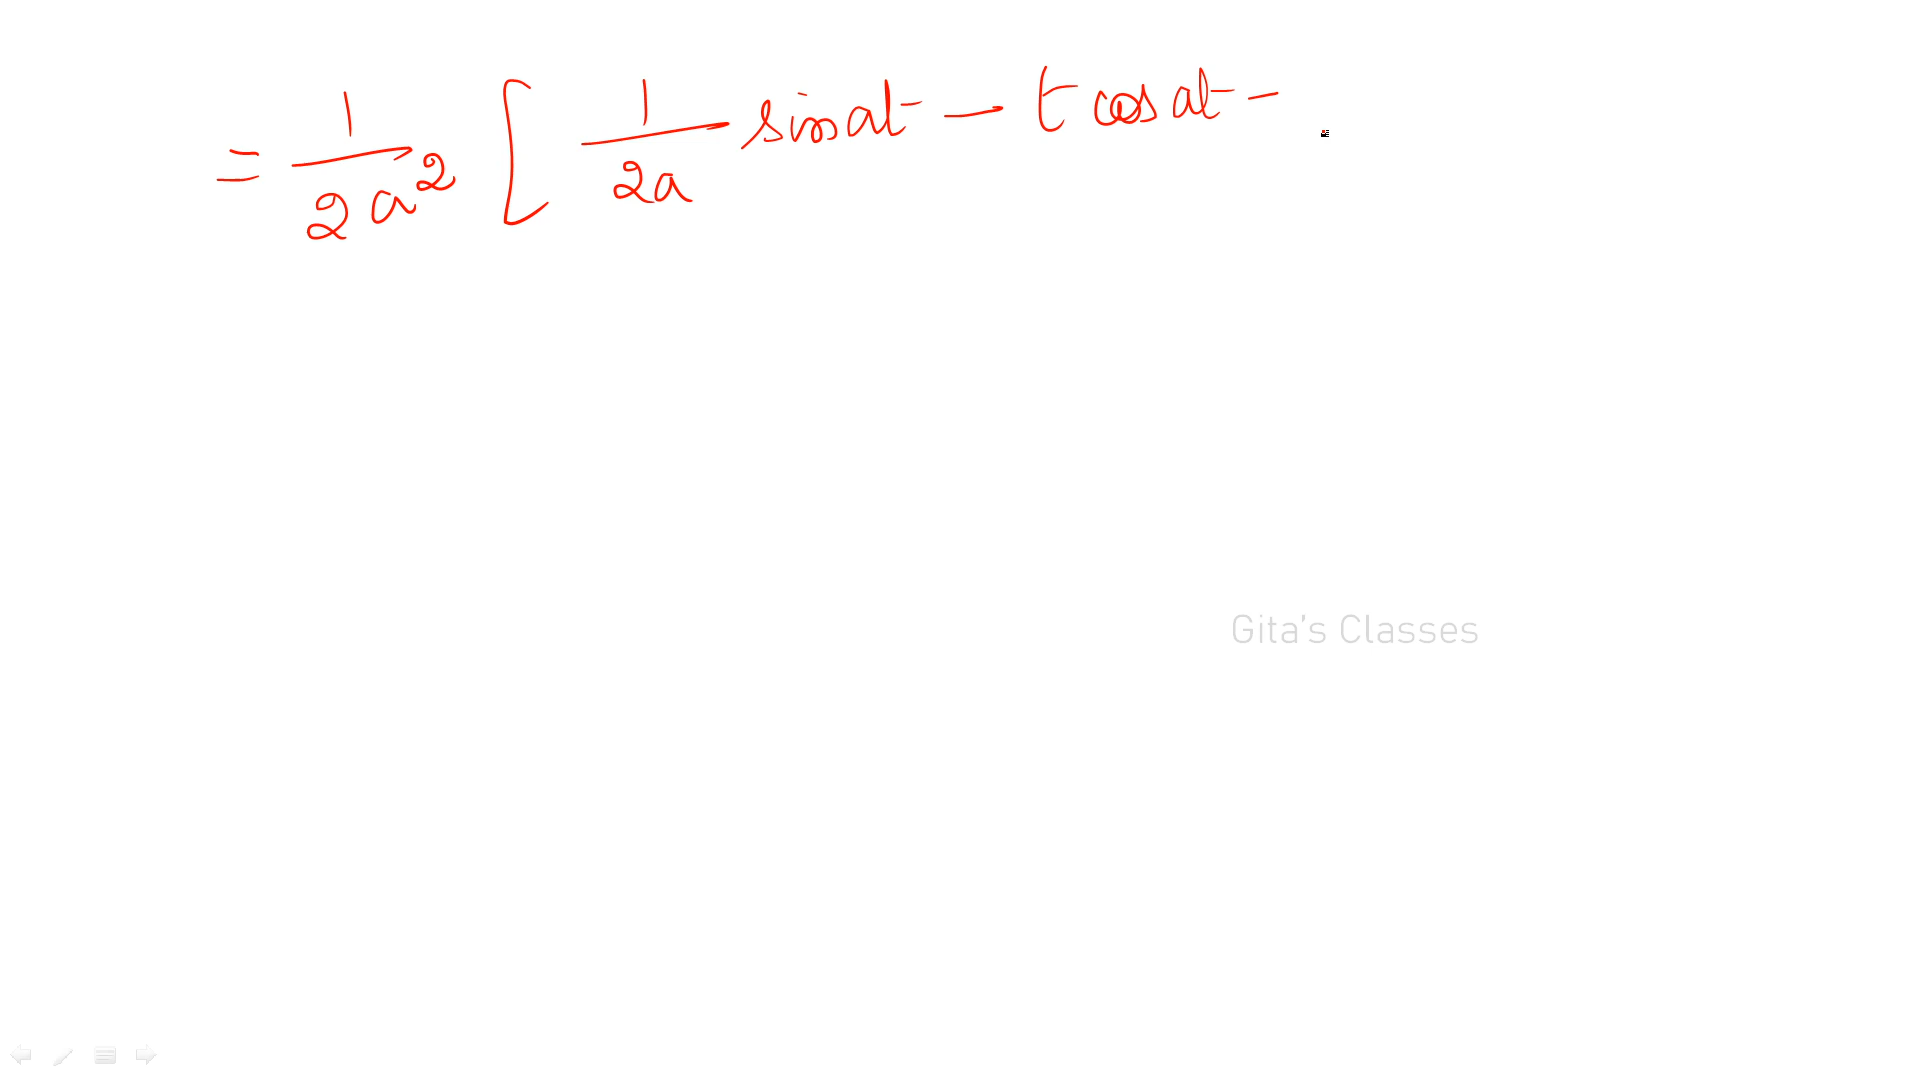 = 1/2a² [ 1/2a sin at – t cos at –
Gita's Classes